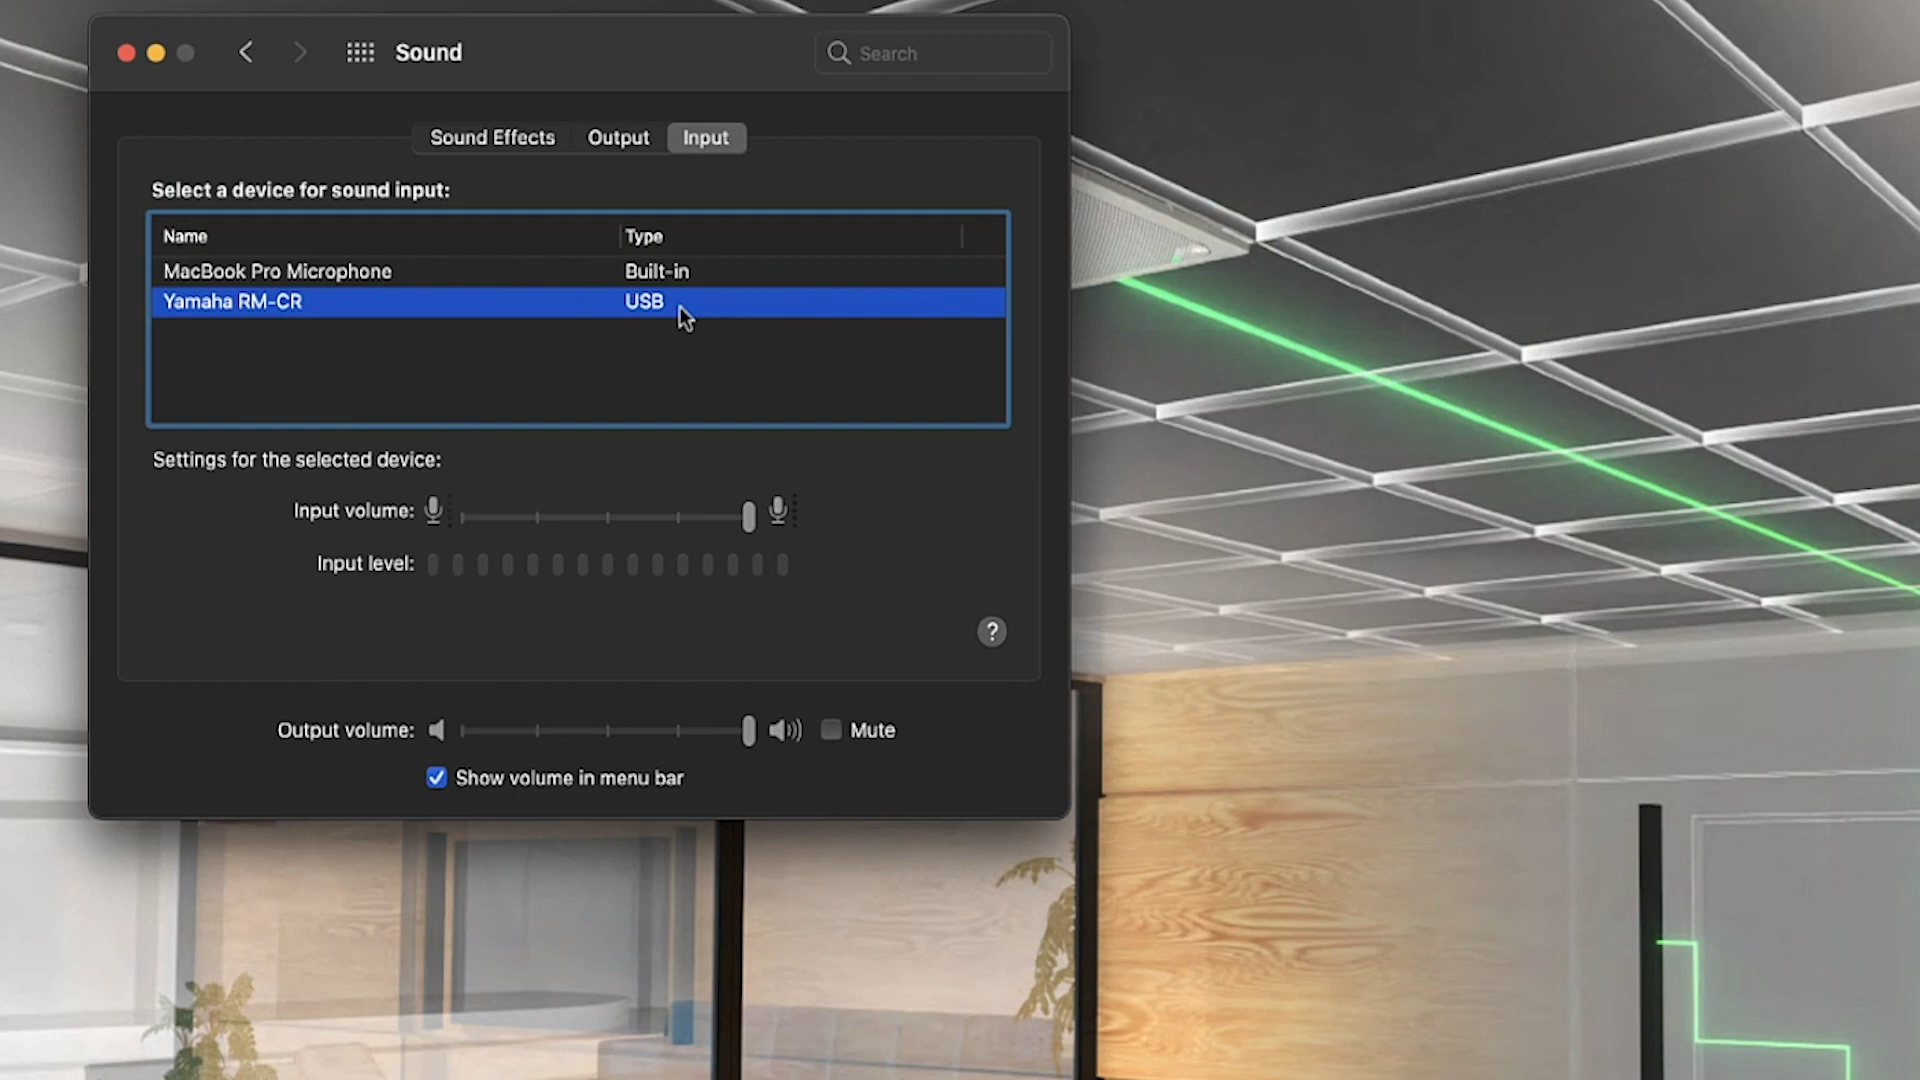 Sound
Search
Sound Effects Output Input
Select a device for sound input:
Name Type
MacBook Pro Microphone Built-in
Yamaha RM-CR USB
Settings for the selected device:
Input volume:
Input level:
?
Output volume: Mute
Show volume in menu bar